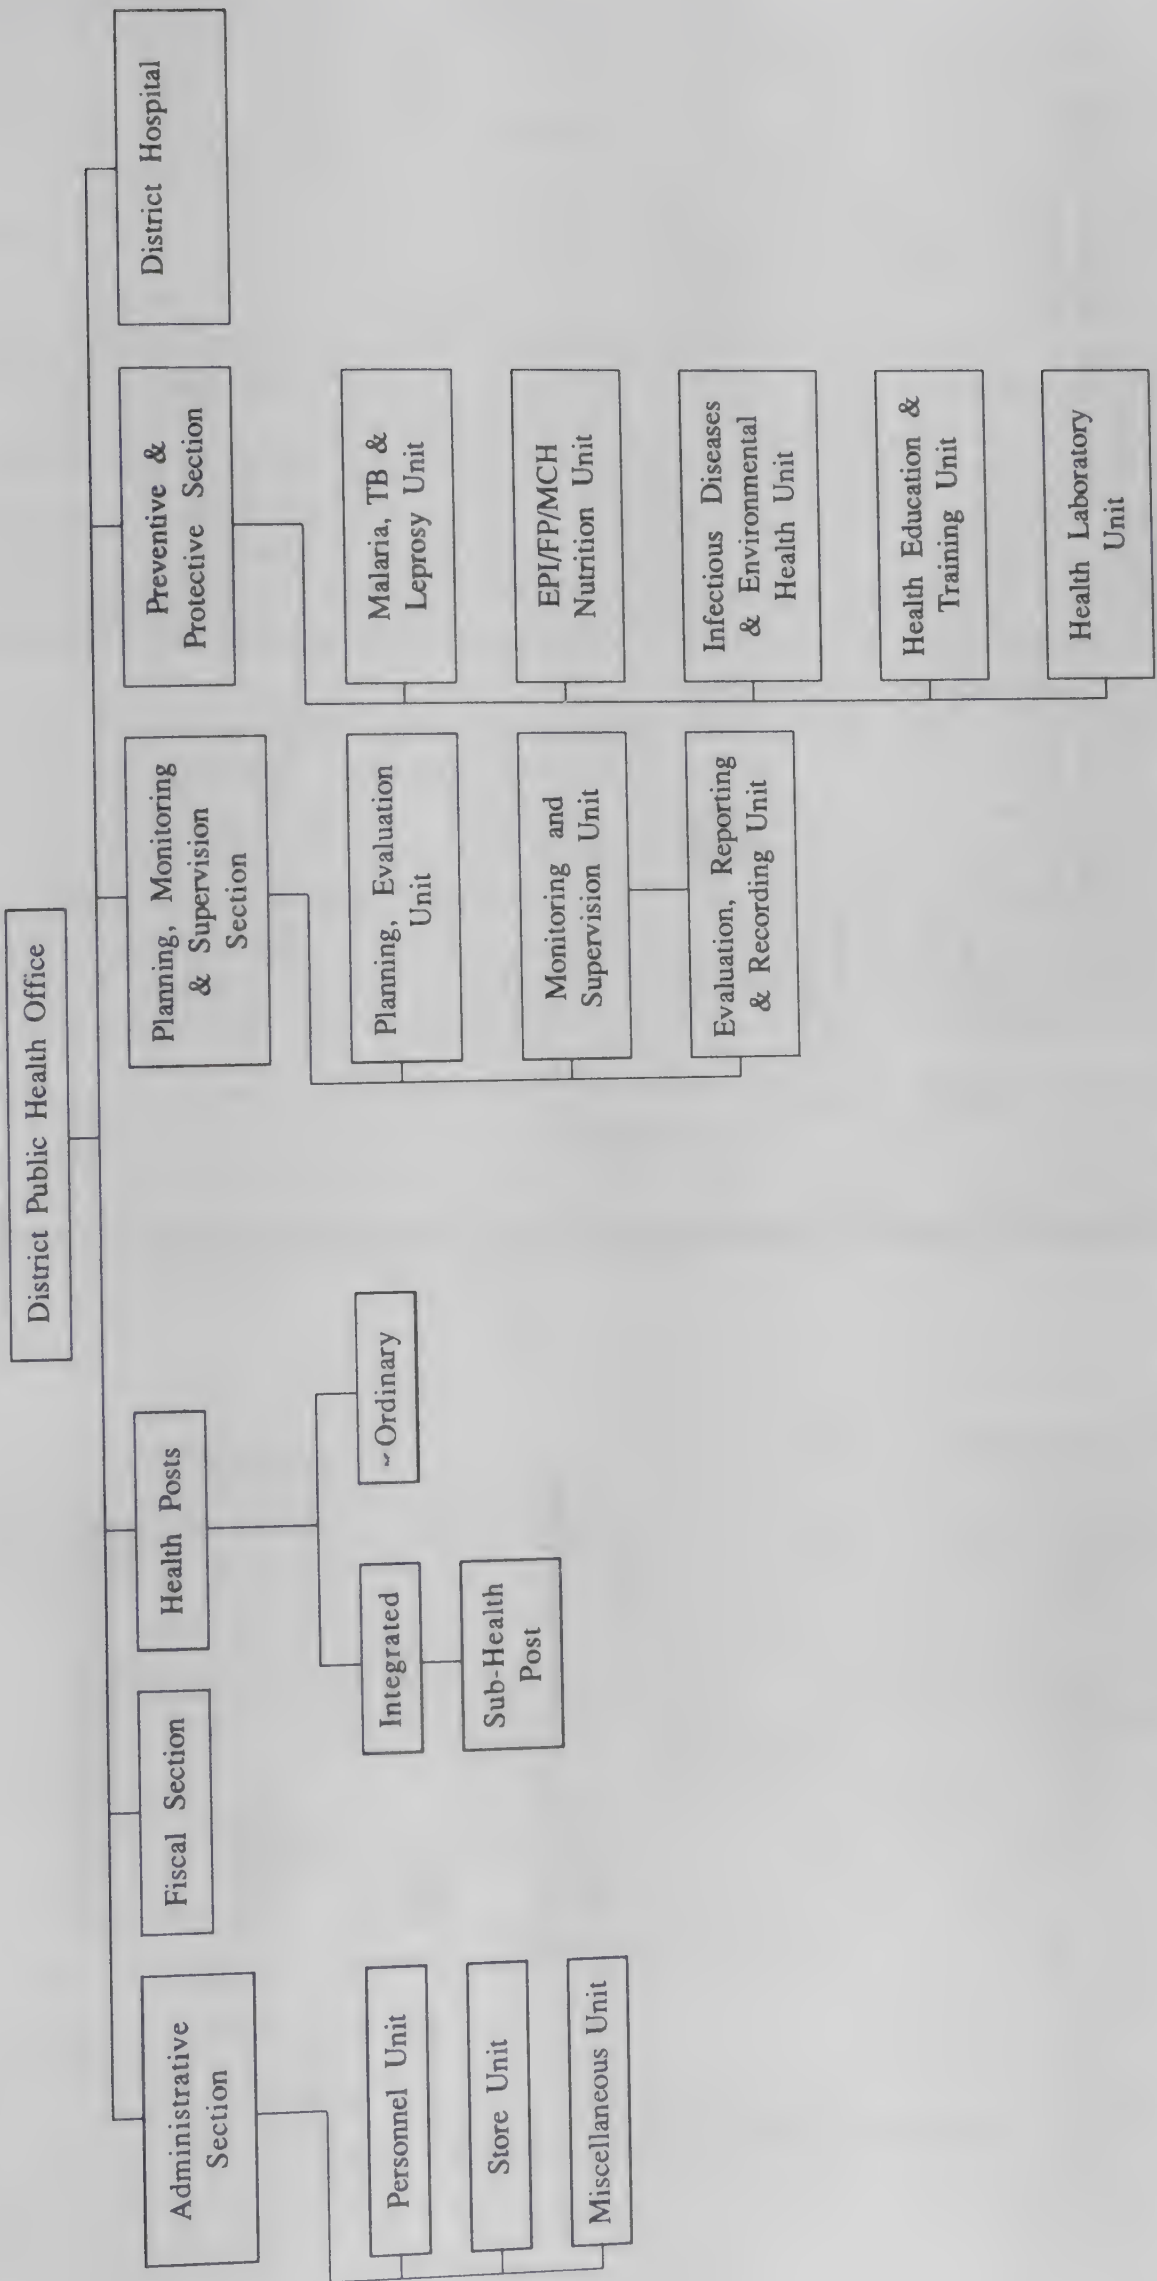 District Public Health Office
Administrative
Section
Personnel Unit
Store Unit
Miscellaneous Unit
Fiscal Section
Health Posts
Integrated
Sub-Health
Post
Ordinary
Planning, Monitoring
& Supervision
Section
Planning, Evaluation
Unit
Monitoring and
Supervision Unit
Evaluation, Reporting
& Recording Unit
Preventive &
Protective Section
Malaria, TB &
Leprosy Unit
EPI/FP/MCH
Nutrition Unit
Infectious Diseases
& Environmental
Health Unit
Health Education &
Training Unit
Health Laboratory
Unit
District Hospital